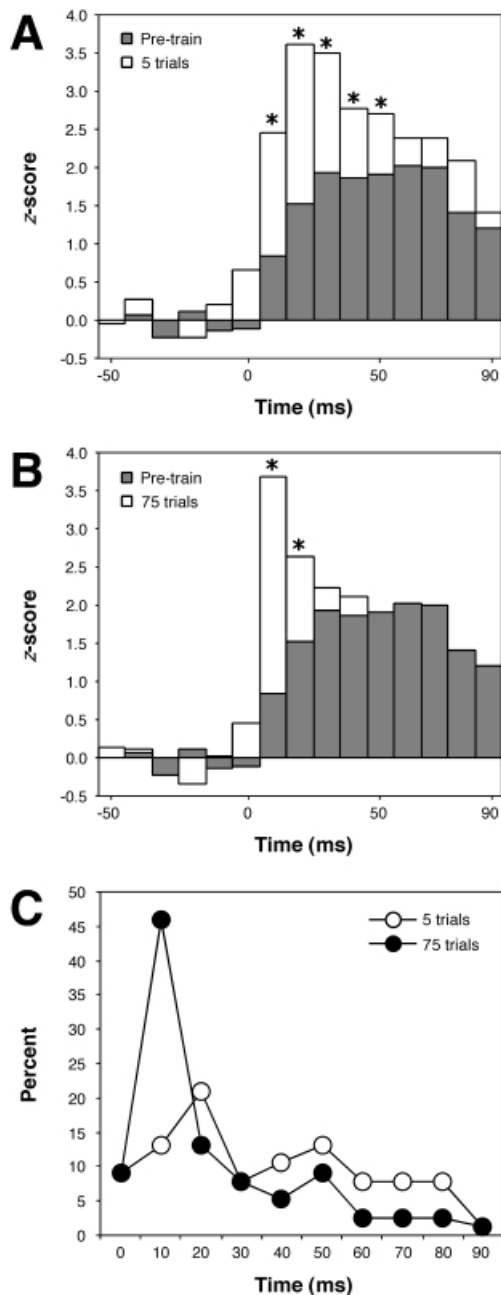 A
Pre-train
5 trials
4.0
3.5
3.0
2.5
2.0
1.5
1.0
0.5
0.0
-0.5
z-score
* * * * *
-50 0 50 90
Time (ms)
B
Pre-train
75 trials
4.0
3.5
3.0
2.5
2.0
1.5
1.0
0.5
0.0
-0.5
z-score
* *
-50 0 50 90
Time (ms)
C
5 trials
75 trials
50
45
40
35
30
25
20
15
10
5
0
Percent
0 10 20 30 40 50 60 70 80 90
Time (ms)